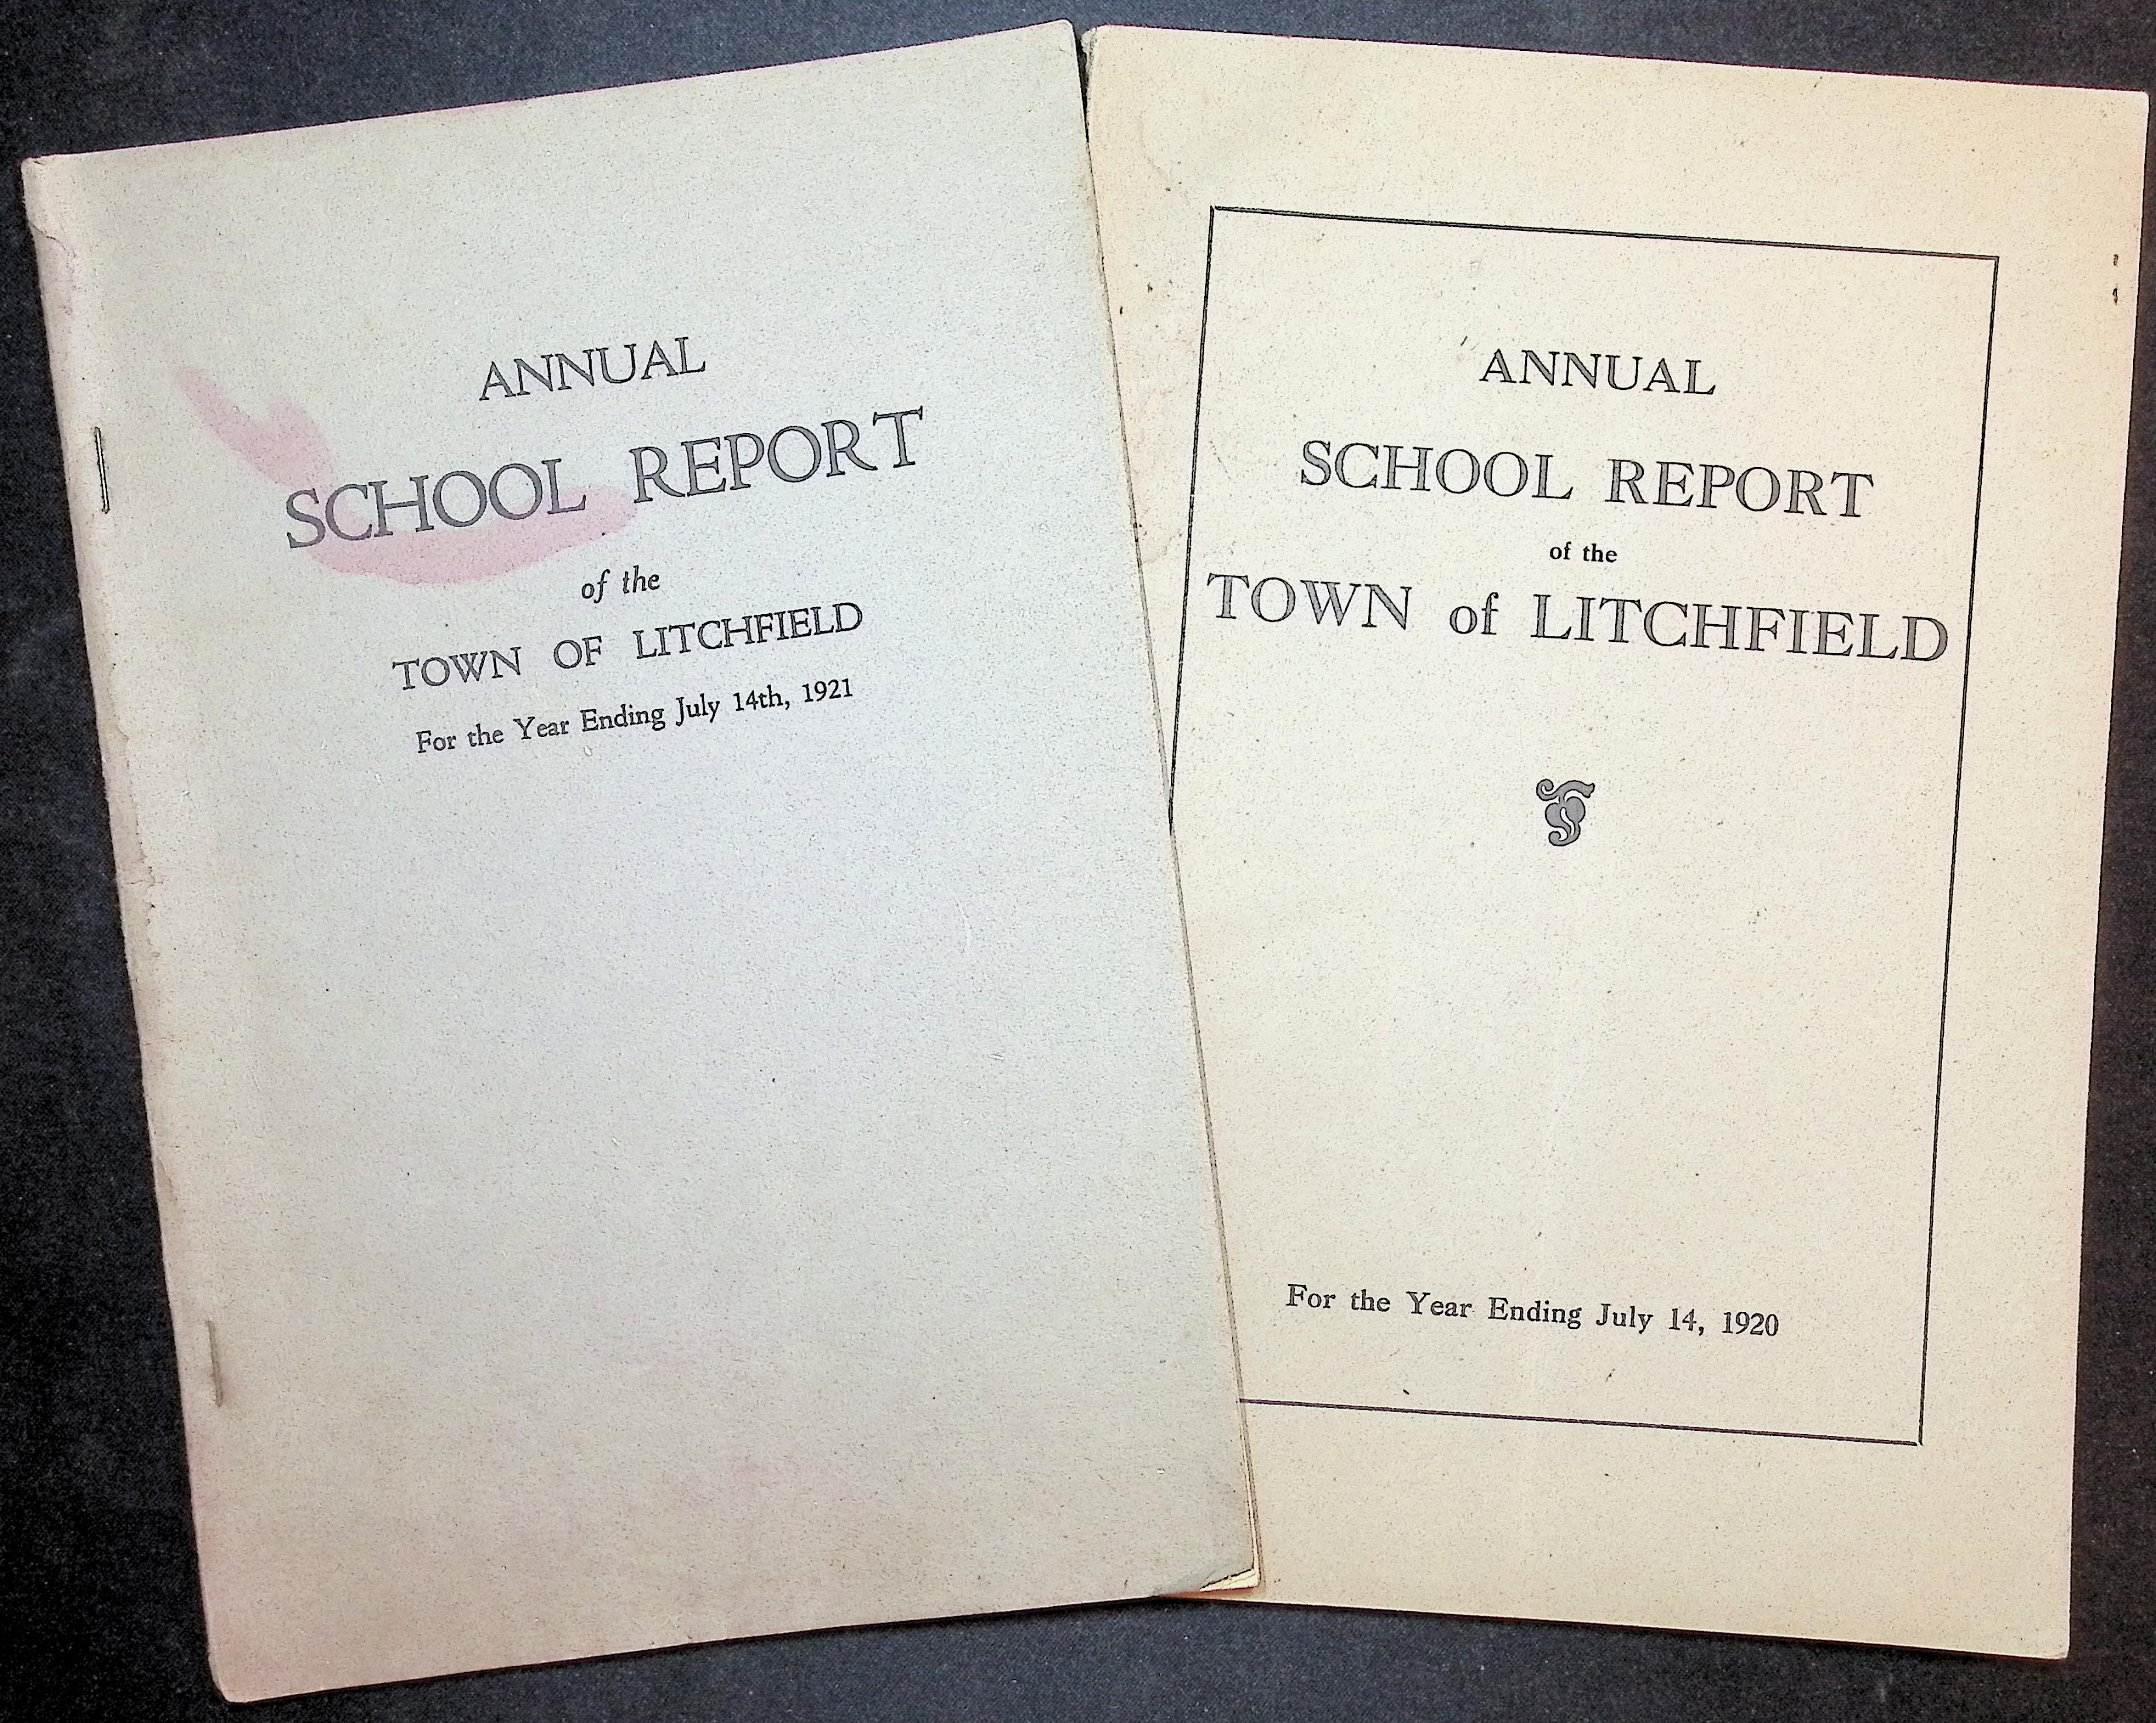 ANNUAL
SCHOOL REPORT
of the
TOWN OF LITCHFIELD
For the Year Ending July 14th, 1921
ANNUAL
SCHOOL REPORT
of the
TOWN of LITCHFIELD
For the Year Ending July 14, 1920